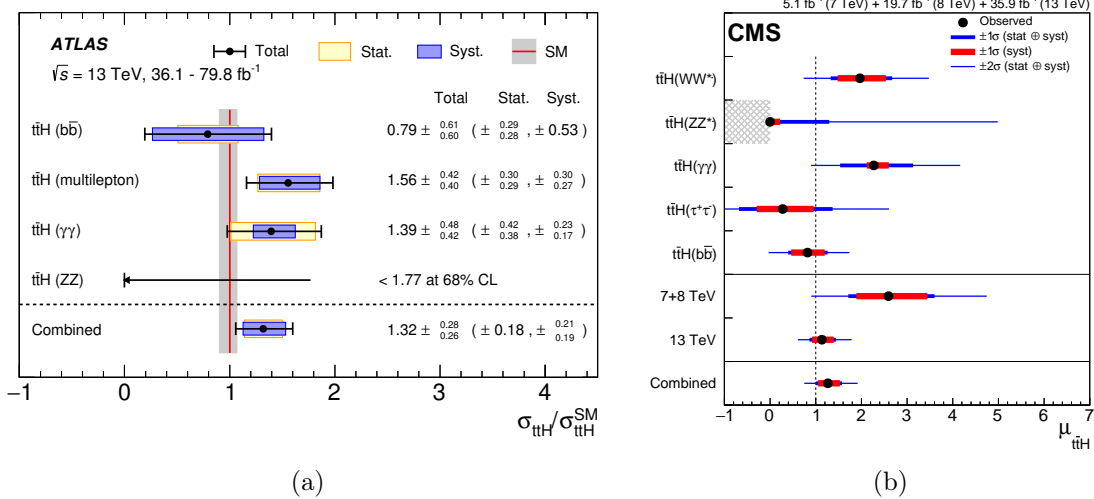 ATLAS
Total Stat. Syst. SM
√s = 13 TeV, 36.1 - 79.8 fb⁻¹
Total Stat. Syst.
tt̄H (bb̄) 0.79 ± 0.61 0.60 ( ± 0.29 0.28 , ± 0.53 )
tt̄H (multilepton) 1.56 ± 0.42 0.40 ( ± 0.30 0.29 , ± 0.30 0.27 )
tt̄H (γγ) 1.39 ± 0.48 0.42 ( ± 0.42 0.38 , ± 0.23 0.17 )
tt̄H (ZZ) < 1.77 at 68% CL
Combined 1.32 ± 0.28 0.26 ( ± 0.18 , ± 0.21 0.19 )
−1 0 1 2 3 4
σttH/σSMttH
(a)
5.1 fb⁻¹ (7 TeV) + 19.7 fb⁻¹ (8 TeV) + 35.9 fb⁻¹ (13 TeV)
CMS
Observed
±1σ (stat ⊕ syst)
±1σ (syst)
±2σ (stat ⊕ syst)
tt̄H(WW*)
tt̄H(ZZ*)
tt̄H(γγ)
tt̄H(τ⁺τ⁻)
tt̄H(bb̄)
7+8 TeV
13 TeV
Combined
−1 0 1 2 3 4 5 6 7
μtt̄H
(b)